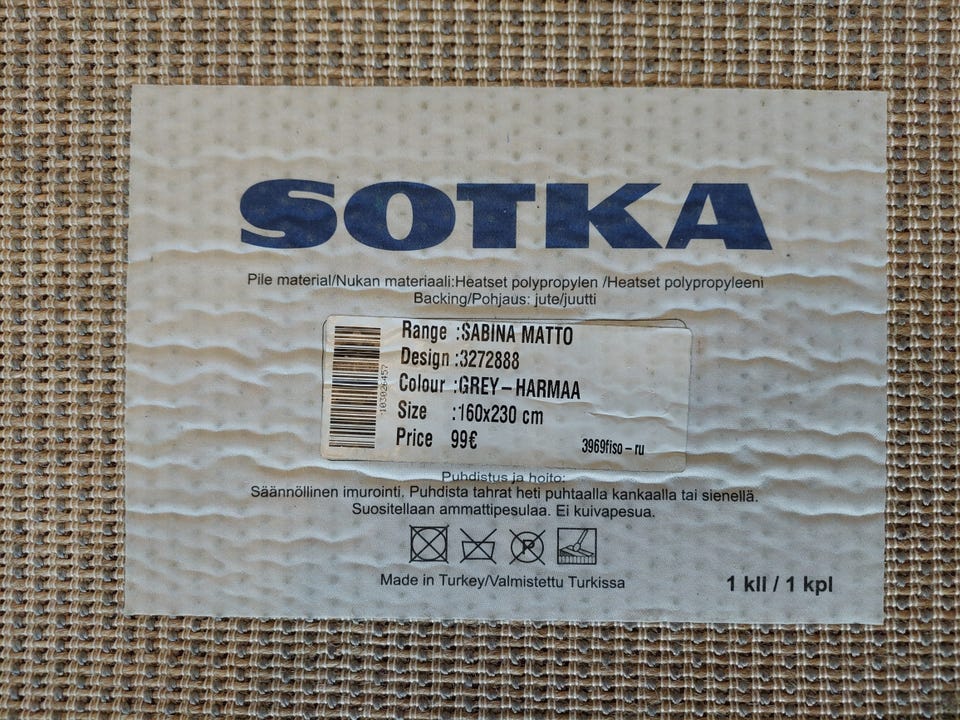 SOTKA
Pile material/Nukan materiaali:Heatset polypropylen /Heatset polypropyleeni
Backing/Pohjaus: jute/juutti
Range :SABINA MATTO
Design :3272888
Colour :GREY-HARMAA
Size :160x230 cm
Price 99€
3969fiso-ru
103026457
Puhdistus ja hoito:
Säännöllinen imurointi. Puhdista tahrat heti puhtaalla kankaalla tai sienellä.
Suositellaan ammattipesulaa. Ei kuivapesua.
P
Made in Turkey/Valmistettu Turkissa
1 kll / 1 kpl